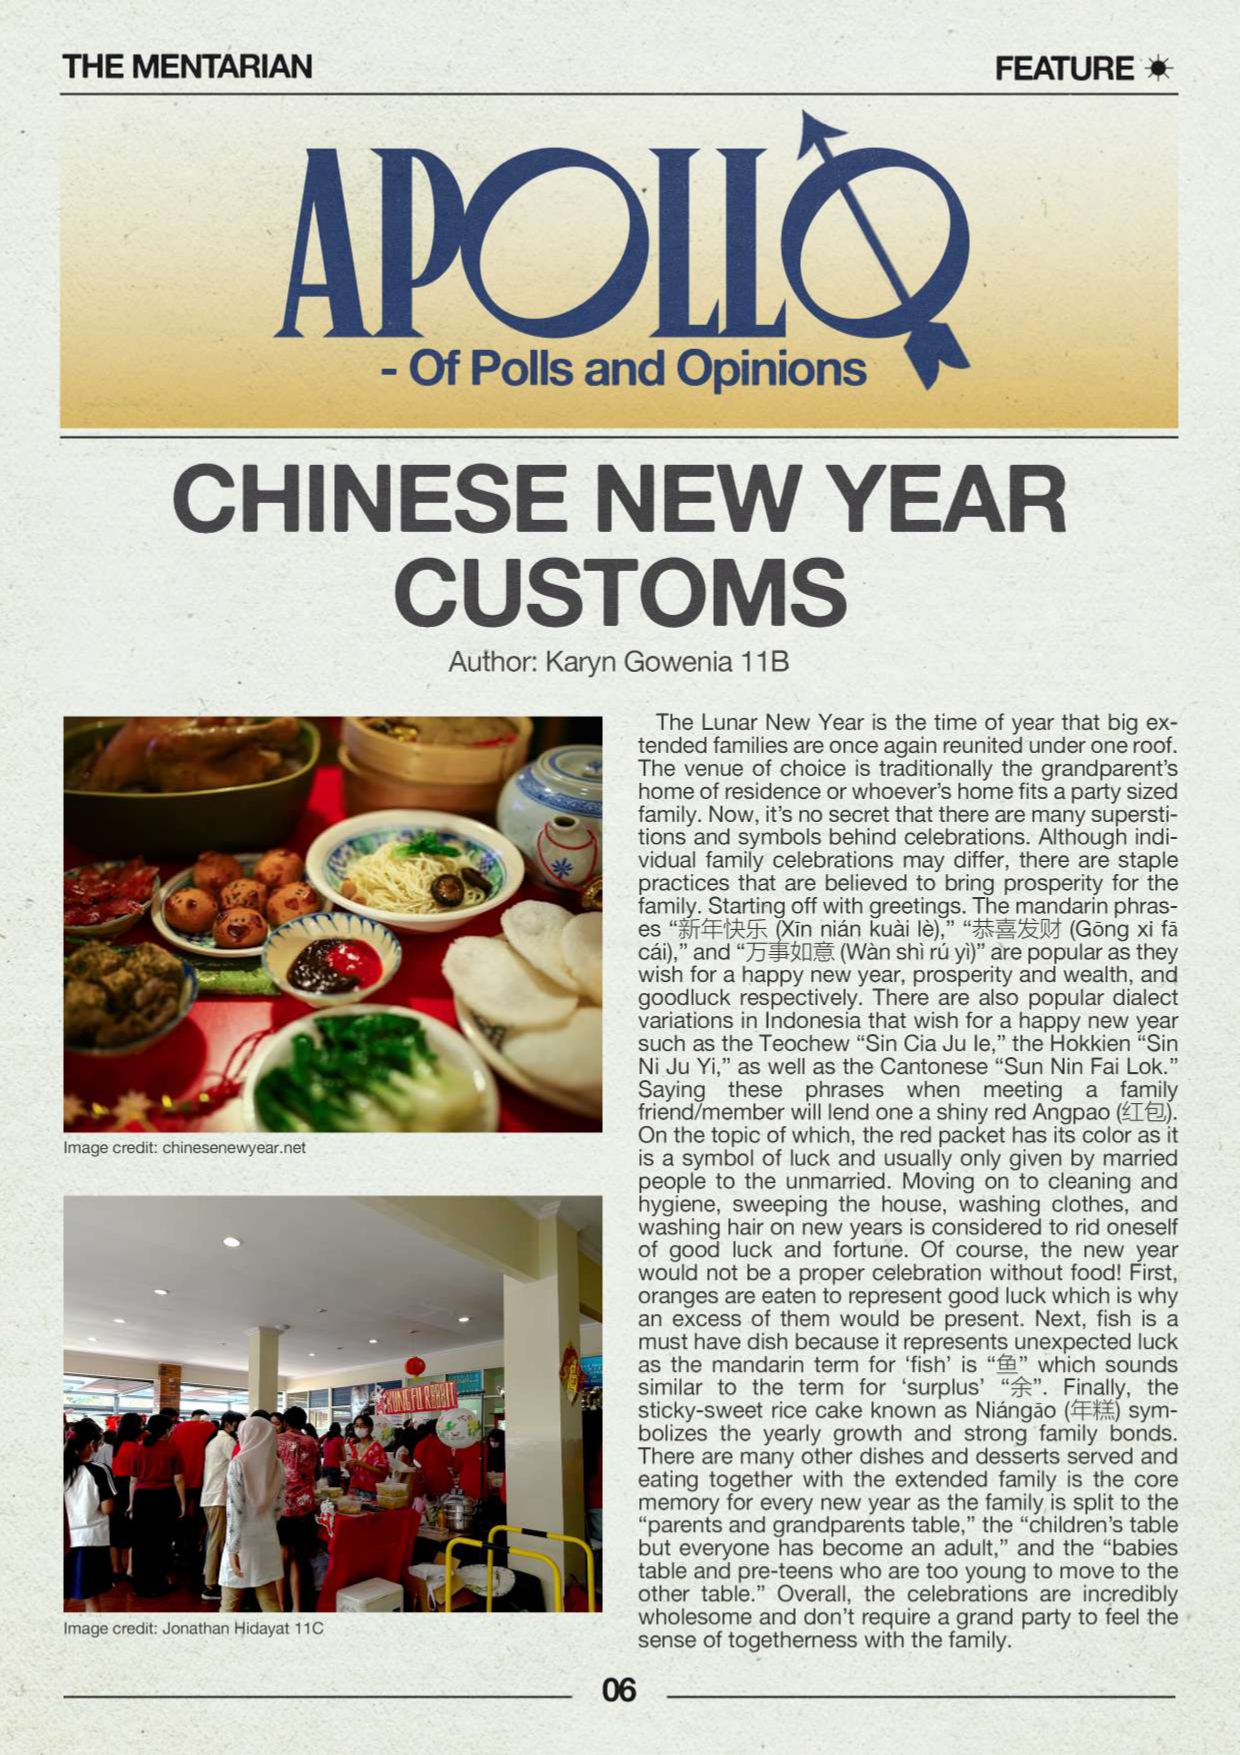 THE MENTARIAN
FEATURE
APOLLO
- Of Polls and Opinions
CHINESE NEW YEAR
CUSTOMS
Author: Karyn Gowenia 11B
Image credit: chinesenewyear.net
KUNG FU RABBIT
Image credit: Jonathan Hidayat 11C
The Lunar New Year is the time of year that big ex-
tended families are once again reunited under one roof.
The venue of choice is traditionally the grandparent's
home of residence or whoever's home fits a party sized
family. Now, it's no secret that there are many supersti-
tions and symbols behind celebrations. Although indi-
vidual family celebrations may differ, there are staple
practices that are believed to bring prosperity for the
family. Starting off with greetings. The mandarin phras-
es “新年快乐 (Xīn nián kuài lè),” “恭喜发财 (Gōng xi fā
cái),” and “万事如意 (Wàn shì rú yì)” are popular as they
wish for a happy new year, prosperity and wealth, and
goodluck respectively. There are also popular dialect
variations in Indonesia that wish for a happy new year
such as the Teochew “Sin Cia Ju Ie,” the Hokkien “Sin
Ni Ju Yi,” as well as the Cantonese “Sun Nin Fai Lok.”
Saying these phrases when meeting a family
friend/member will lend one a shiny red Angpao (红包).
On the topic of which, the red packet has its color as it
is a symbol of luck and usually only given by married
people to the unmarried. Moving on to cleaning and
hygiene, sweeping the house, washing clothes, and
washing hair on new years is considered to rid oneself
of good luck and fortune. Of course, the new year
would not be a proper celebration without food! First,
oranges are eaten to represent good luck which is why
an excess of them would be present. Next, fish is a
must have dish because it represents unexpected luck
as the mandarin term for ‘fish’ is “鱼” which sounds
similar to the term for ‘surplus’ “余”. Finally, the
sticky-sweet rice cake known as Niángāo (年糕) sym-
bolizes the yearly growth and strong family bonds.
There are many other dishes and desserts served and
eating together with the extended family is the core
memory for every new year as the family is split to the
“parents and grandparents table,” the “children's table
but everyone has become an adult,” and the “babies
table and pre-teens who are too young to move to the
other table.” Overall, the celebrations are incredibly
wholesome and don't require a grand party to feel the
sense of togetherness with the family.
06